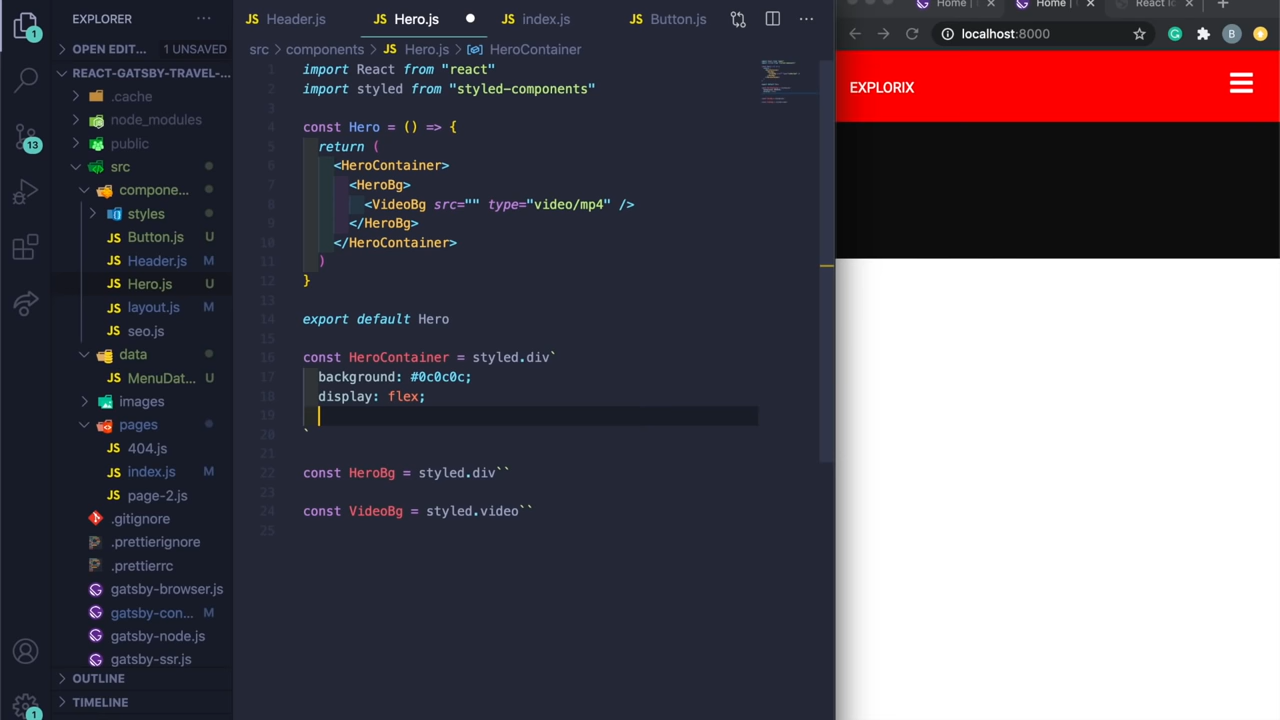 EXPLORER
OPEN EDIT... 1 UNSAVED
REACT-GATSBY-TRAVEL-...
.cache
node_modules
public
src
compone...
styles
Button.js U
Header.js M
Hero.js U
layout.js M
seo.js
data
MenuDat... U
images
pages
404.js
index.js M
page-2.js
.gitignore
.prettierignore
.prettierrc
gatsby-browser.js
gatsby-con... M
gatsby-node.js
gatsby-ssr.js
OUTLINE
TIMELINE
1
13
1
JS Header.js JS Hero.js JS index.js JS Button.js
src > components > JS Hero.js > HeroContainer
1 import React from "react"
2 import styled from "styled-components"
3
4 const Hero = () => {
5 return (
6 <HeroContainer>
7 <HeroBg>
8 <VideoBg src="" type="video/mp4" />
9 </HeroBg>
10 </HeroContainer>
11 )
12 }
13
14 export default Hero
15
16 const HeroContainer = styled.div`
17 background: #0c0c0c;
18 display: flex;
19
20 `
21
22 const HeroBg = styled.div``
23
24 const VideoBg = styled.video``
25
Home | Home | React Ic
localhost:8000 B
EXPLORIX